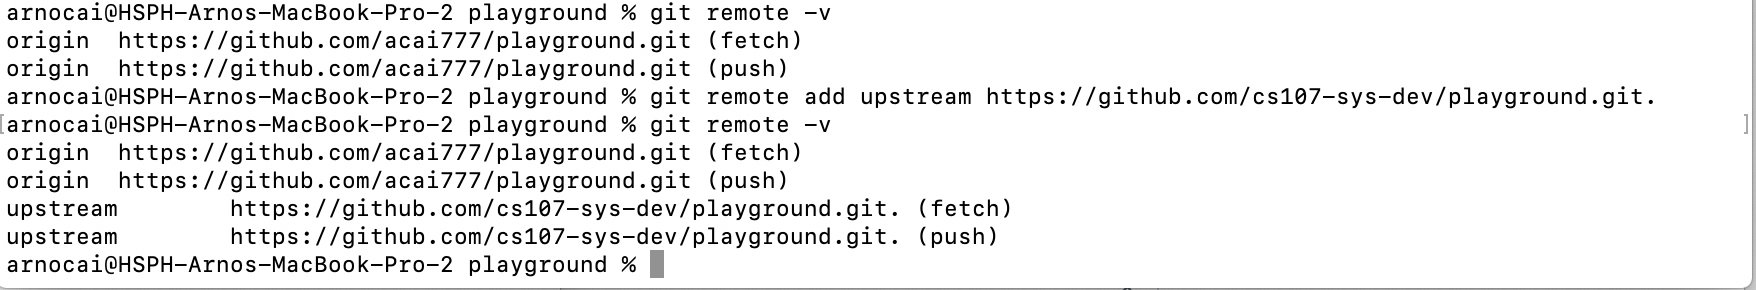 arnocai@HSPH-Arnos-MacBook-Pro-2 playground % git remote -v
origin  https://github.com/acai777/playground.git (fetch)
origin  https://github.com/acai777/playground.git (push)
arnocai@HSPH-Arnos-MacBook-Pro-2 playground % git remote add upstream https://github.com/cs107-sys-dev/playground.git.
[arnocai@HSPH-Arnos-MacBook-Pro-2 playground % git remote -v ]
origin  https://github.com/acai777/playground.git (fetch)
origin  https://github.com/acai777/playground.git (push)
upstream        https://github.com/cs107-sys-dev/playground.git. (fetch)
upstream        https://github.com/cs107-sys-dev/playground.git. (push)
arnocai@HSPH-Arnos-MacBook-Pro-2 playground %